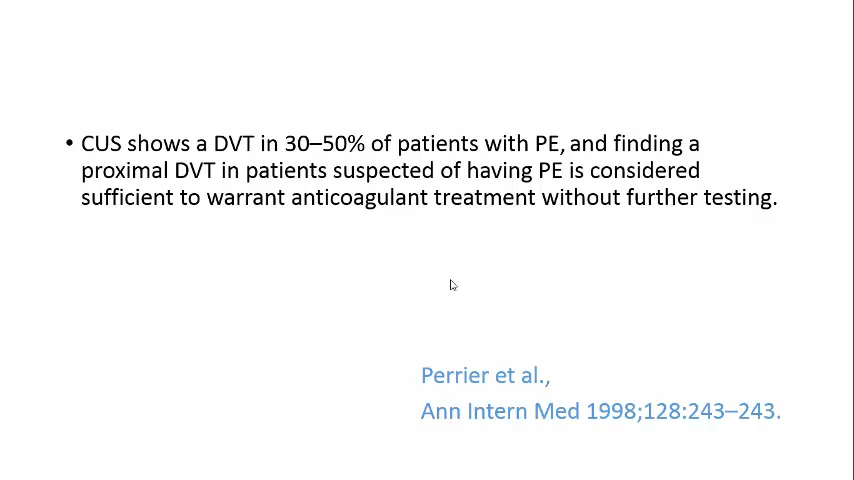 • CUS shows a DVT in 30–50% of patients with PE, and finding a
proximal DVT in patients suspected of having PE is considered
sufficient to warrant anticoagulant treatment without further testing.
Perrier et al.,
Ann Intern Med 1998;128:243–243.